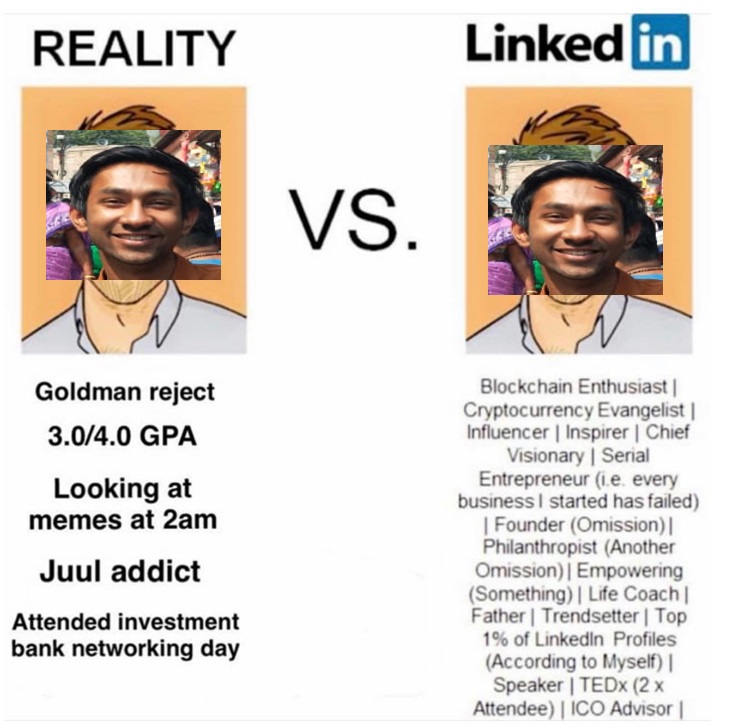 REALITY
Linked in
VS.
Goldman reject
3.0/4.0 GPA
Looking at
memes at 2am
Juul addict
Attended investment
bank networking day
Blockchain Enthusiast |
Cryptocurrency Evangelist |
Influencer | Inspirer | Chief
Visionary | Serial
Entrepreneur (i.e. every
business I started has failed)
| Founder (Omission) |
Philanthropist (Another
Omission) | Empowering
(Something) | Life Coach |
Father | Trendsetter | Top
1% of LinkedIn Profiles
(According to Myself) |
Speaker | TEDx (2 x
Attendee) | ICO Advisor |